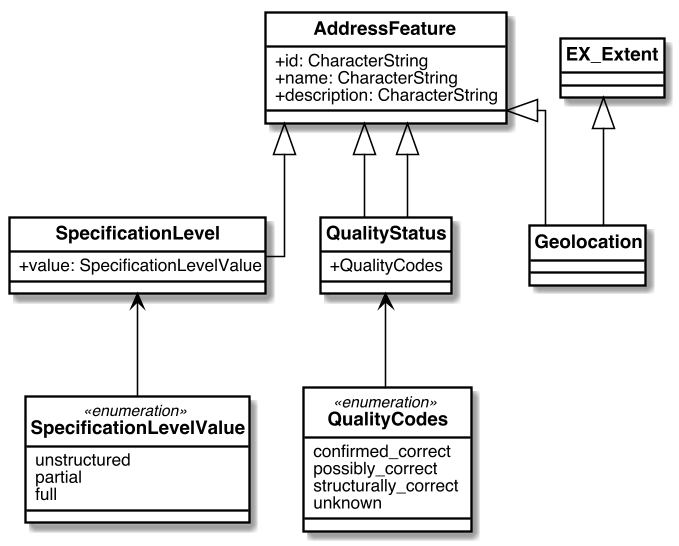 AddressFeature
+id: CharacterString
+name: CharacterString
+description: CharacterString
EX_Extent
SpecificationLevel
+value: SpecificationLevelValue
QualityStatus
+QualityCodes
Geolocation
«enumeration»
SpecificationLevelValue
unstructured
partial
full
«enumeration»
QualityCodes
confirmed_correct
possibly_correct
structurally_correct
unknown